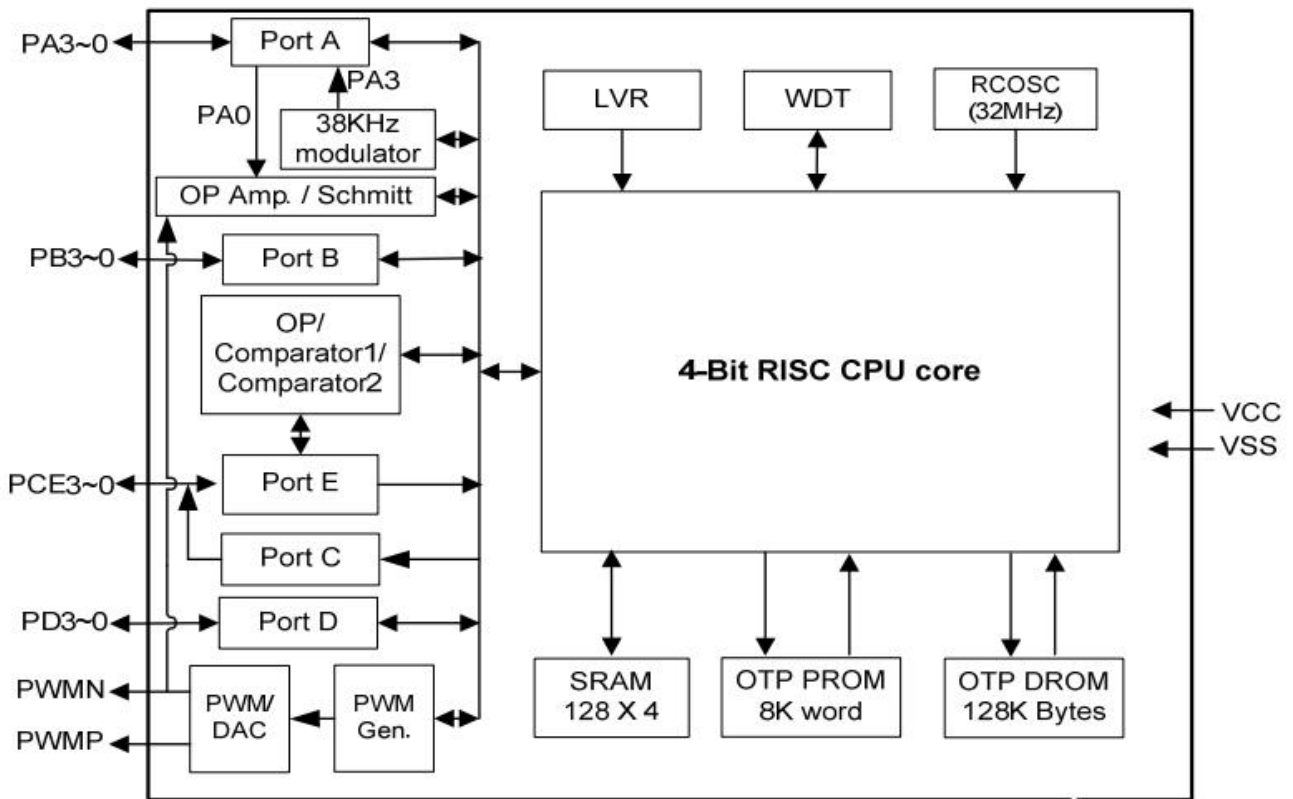 PA3~0
Port A
PA3
PA0
38KHz
modulator
OP Amp. / Schmitt
PB3~0
Port B
OP/
Comparator1/
Comparator2
PCE3~0
Port E
Port C
PD3~0
Port D
PWMN
PWMP
PWM/
DAC
PWM
Gen.
LVR
WDT
RCOSC
(32MHz)
4-Bit RISC CPU core
VCC
VSS
SRAM
128 X 4
OTP PROM
8K word
OTP DROM
128K Bytes